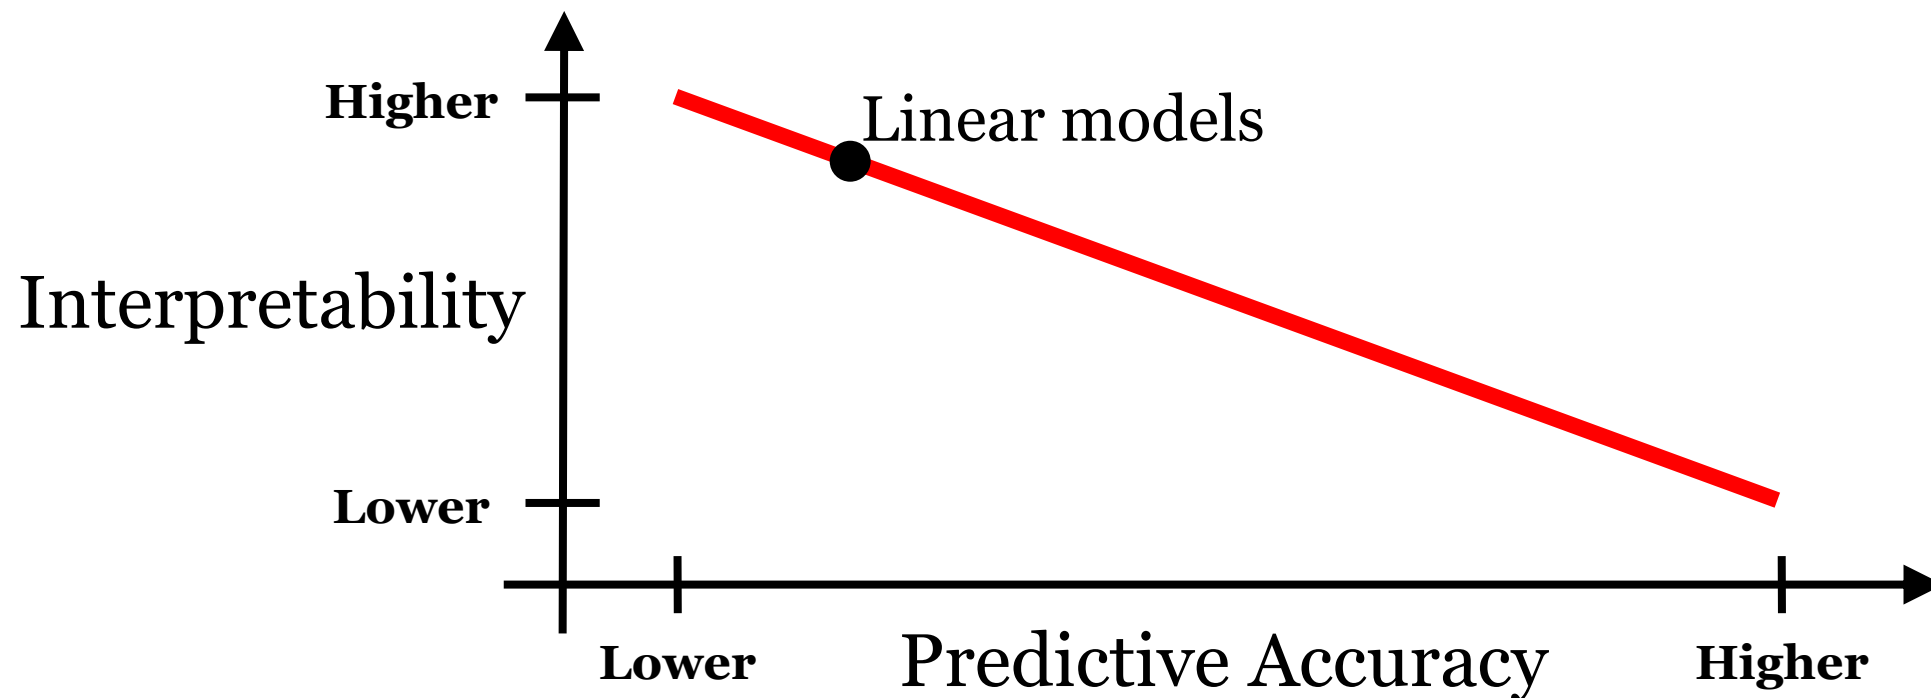 Higher
Linear models
Interpretability
Lower
Lower
Predictive Accuracy
Higher